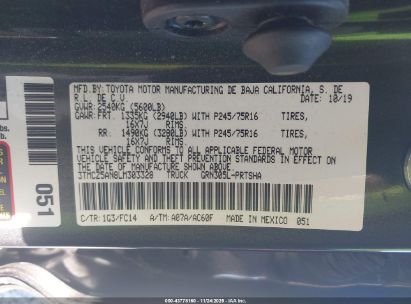 MFD.BY:TOYOTA MOTOR MANUFACTURING DE BAJA CALIFORNIA, S. DE
R.L. DE C.V. DATE: 10/19
GVWR:2540KG (5600LB)
GAWR:FRT. 1335KG (2940LB) WITH P245/75R16 TIRES,
16X7J RIMS
RR: 1490KG (3280LB) WITH P245/75R16 TIRES,
16X7J RIMS
THIS VEHICLE CONFORMS TO ALL APPLICABLE FEDERAL MOTOR
VEHICLE SAFETY AND THEFT PREVENTION STANDARDS IN EFFECT ON
THE DATE OF MANUFACTURE SHOWN ABOVE.
3TMCZ5AN8LM303328 TRUCK GRN305L-PRTSHA
C/TR:1G3/FC14 A/TM:A07A/AC60F MADE IN MEXICO 051
lbs.
051